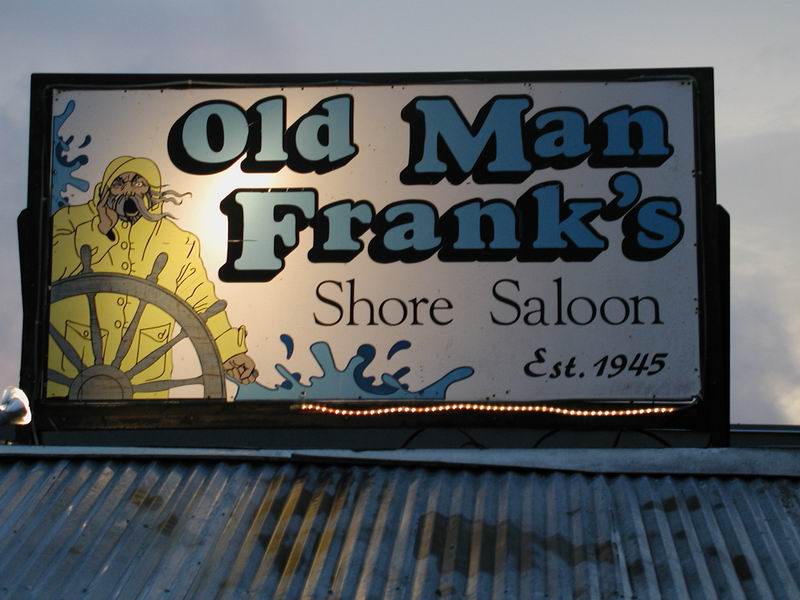 Old Man
Frank's
Shore Saloon
Est. 1945